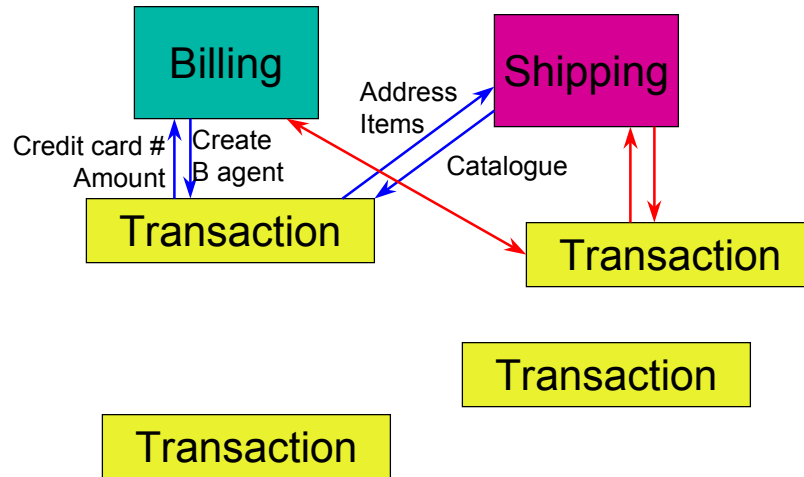 Billing
Shipping
Address
Items
Credit card #
Amount
Create
B agent
Catalogue
Transaction
Transaction
Transaction
Transaction